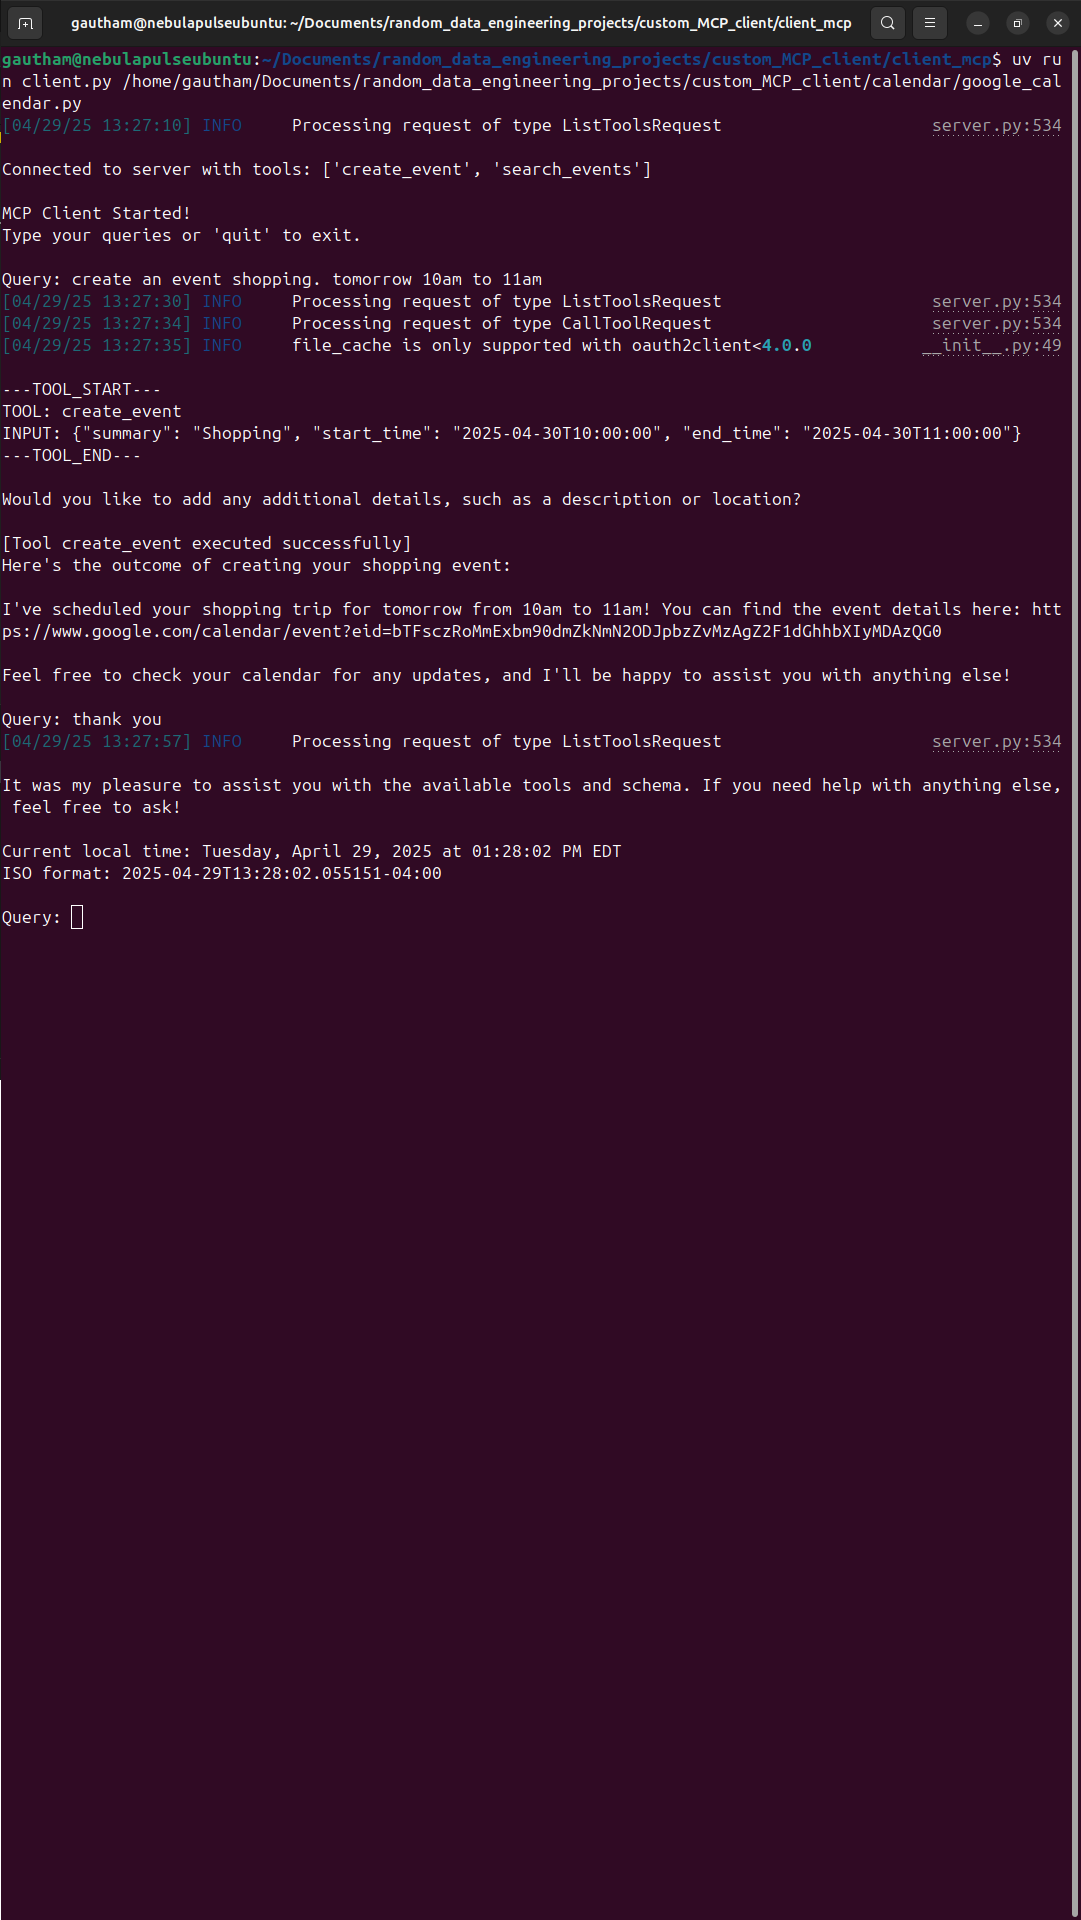 gautham@nebulapulseubuntu: ~/Documents/random_data_engineering_projects/custom_MCP_client/client_mcp
gautham@nebulapulseubuntu:~/Documents/random_data_engineering_projects/custom_MCP_client/client_mcp$ uv ru
n client.py /home/gautham/Documents/random_data_engineering_projects/custom_MCP_client/calendar/google_cal
endar.py
[04/29/25 13:27:10] INFO     Processing request of type ListToolsRequest                     server.py:534
Connected to server with tools: ['create_event', 'search_events']
MCP Client Started!
Type your queries or 'quit' to exit.
Query: create an event shopping. tomorrow 10am to 11am
[04/29/25 13:27:30] INFO     Processing request of type ListToolsRequest                     server.py:534
[04/29/25 13:27:34] INFO     Processing request of type CallToolRequest                      server.py:534
[04/29/25 13:27:35] INFO     file_cache is only supported with oauth2client<4.0.0           __init__.py:49
---TOOL_START---
TOOL: create_event
INPUT: {"summary": "Shopping", "start_time": "2025-04-30T10:00:00", "end_time": "2025-04-30T11:00:00"}
---TOOL_END---
Would you like to add any additional details, such as a description or location?
[Tool create_event executed successfully]
Here's the outcome of creating your shopping event:
I've scheduled your shopping trip for tomorrow from 10am to 11am! You can find the event details here: htt
ps://www.google.com/calendar/event?eid=bTFsczRoMmExbm90dmZkNmN2ODJpbzZvMzAgZ2F1dGhhbXIyMDAzQG0
Feel free to check your calendar for any updates, and I'll be happy to assist you with anything else!
Query: thank you
[04/29/25 13:27:57] INFO     Processing request of type ListToolsRequest                     server.py:534
It was my pleasure to assist you with the available tools and schema. If you need help with anything else,
 feel free to ask!
Current local time: Tuesday, April 29, 2025 at 01:28:02 PM EDT
ISO format: 2025-04-29T13:28:02.055151-04:00
Query: